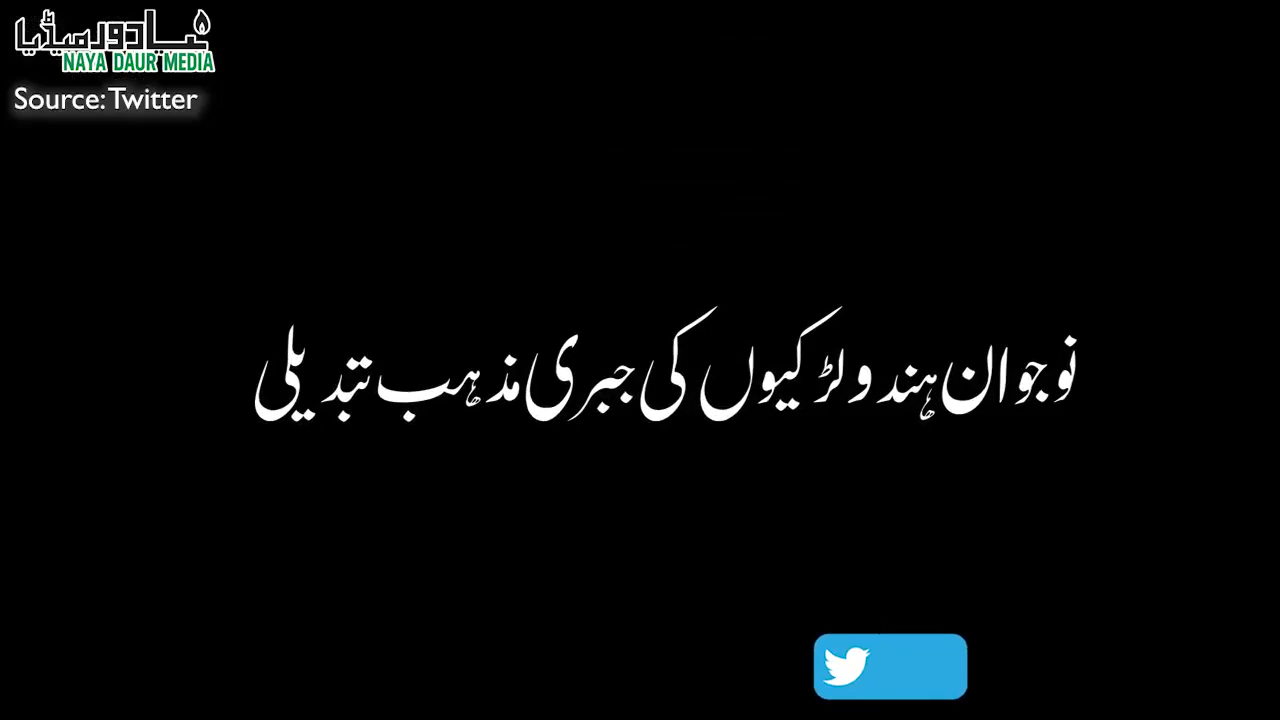 نیا دور میڈیا
NAYA DAUR MEDIA
Source: Twitter
نوجوان ہندو لڑکیوں کی جبری مذہب تبدیلی